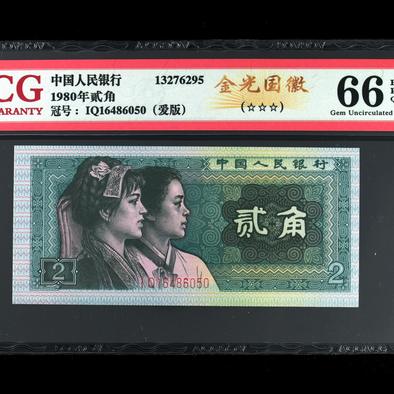 CG
ARANTY
中国人民银行
1980年贰角
冠号： IQ16486050（爱版）
13276295
金光国徽
（☆☆☆）
66
Gem Uncirculated
中国人民银行
贰角
IQ16486050
2
2